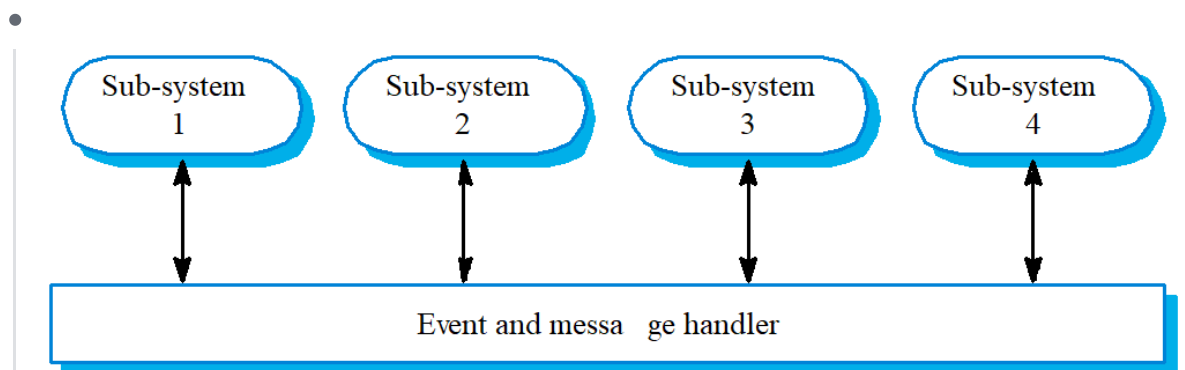 Sub-system
1
Sub-system
2
Sub-system
3
Sub-system
4
Event and messa ge handler